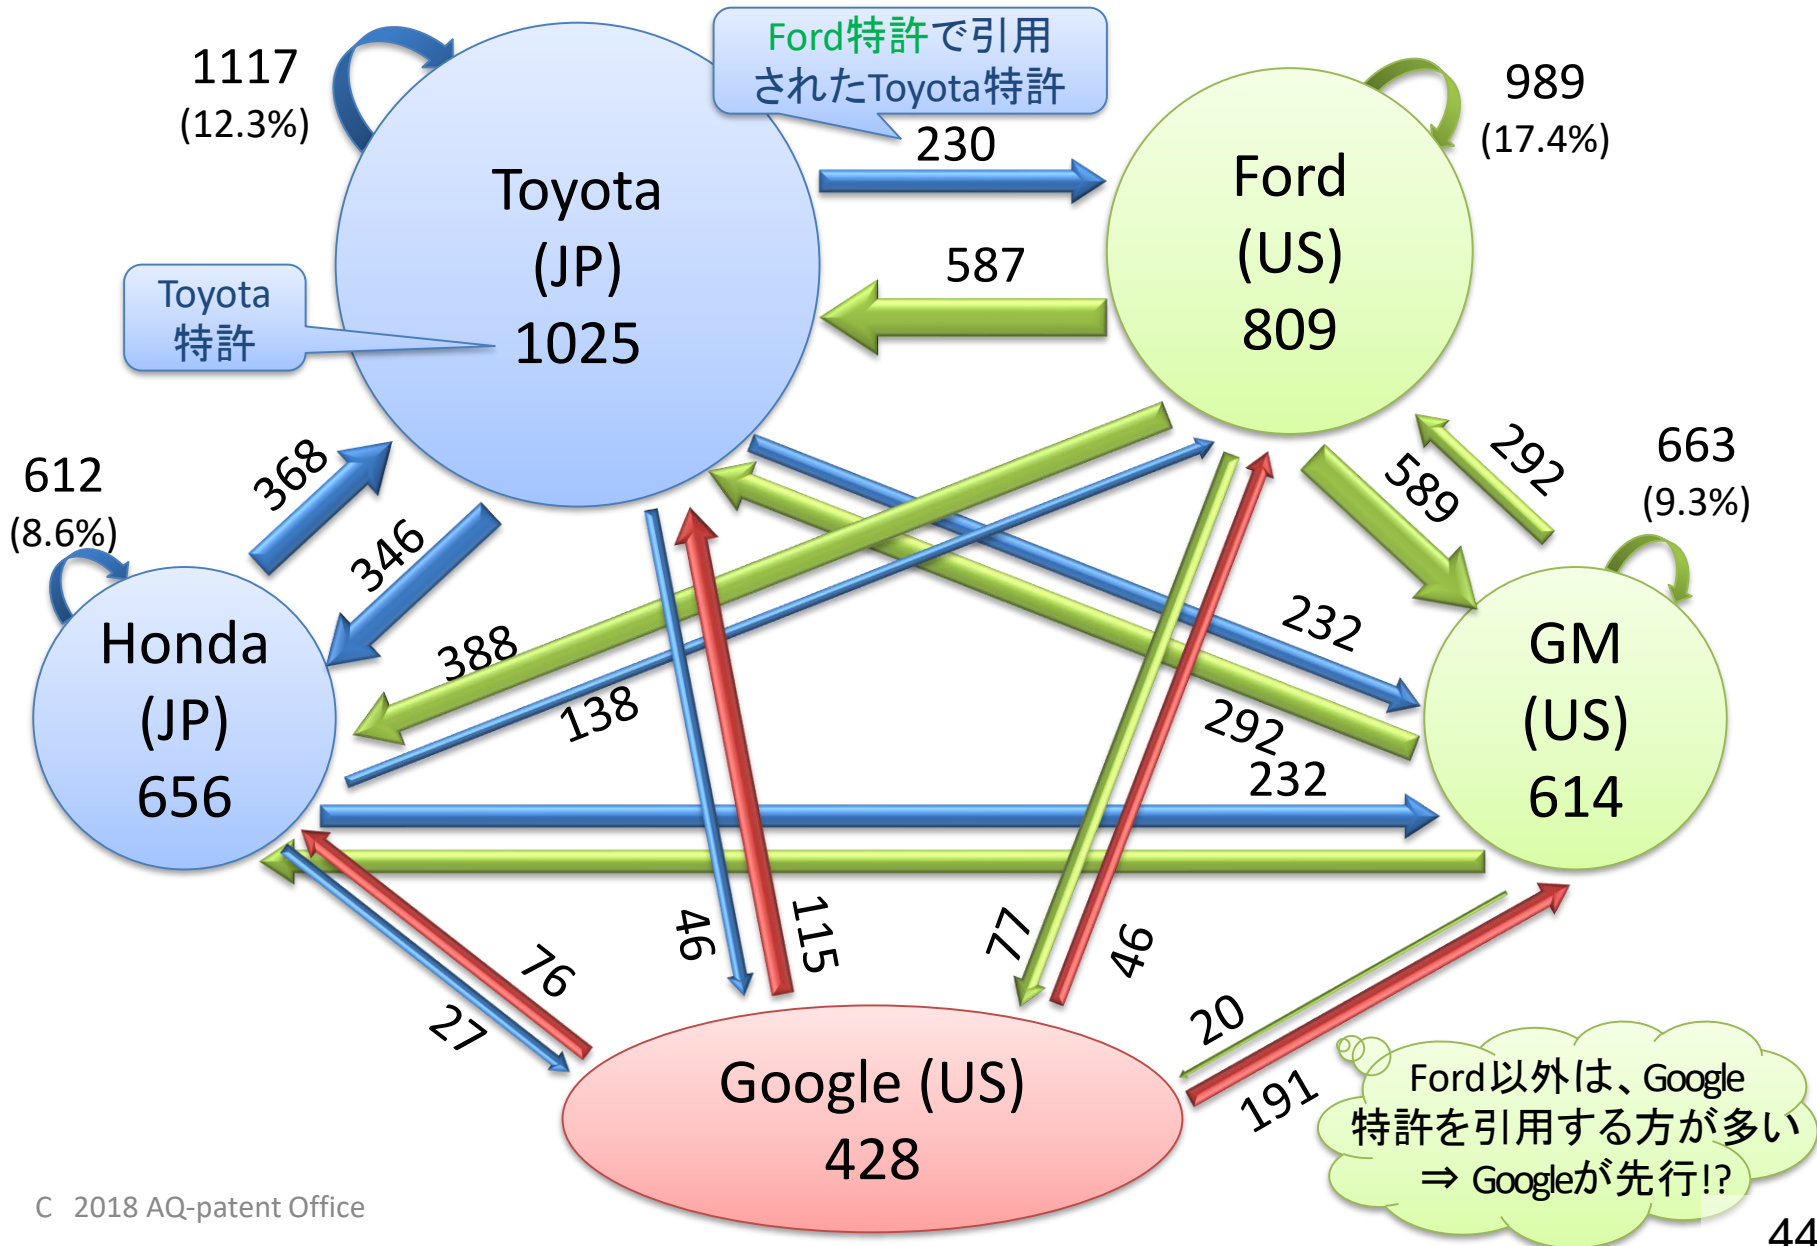 1117
(12.3%)
Ford特許で引用
されたToyota特許
230
989
(17.4%)
Toyota
(JP)
1025
Ford
(US)
809
587
Toyota
特許
368
346
292
589
663
(9.3%)
612
(8.6%)
Honda
(JP)
656
388
138
232
292
232
GM
(US)
614
46
115
77
46
76
27
20
191
Google (US)
428
Ford以外は、Google
特許を引用する方が多い
⇒ Googleが先行!?
C 2018 AQ-patent Office
44